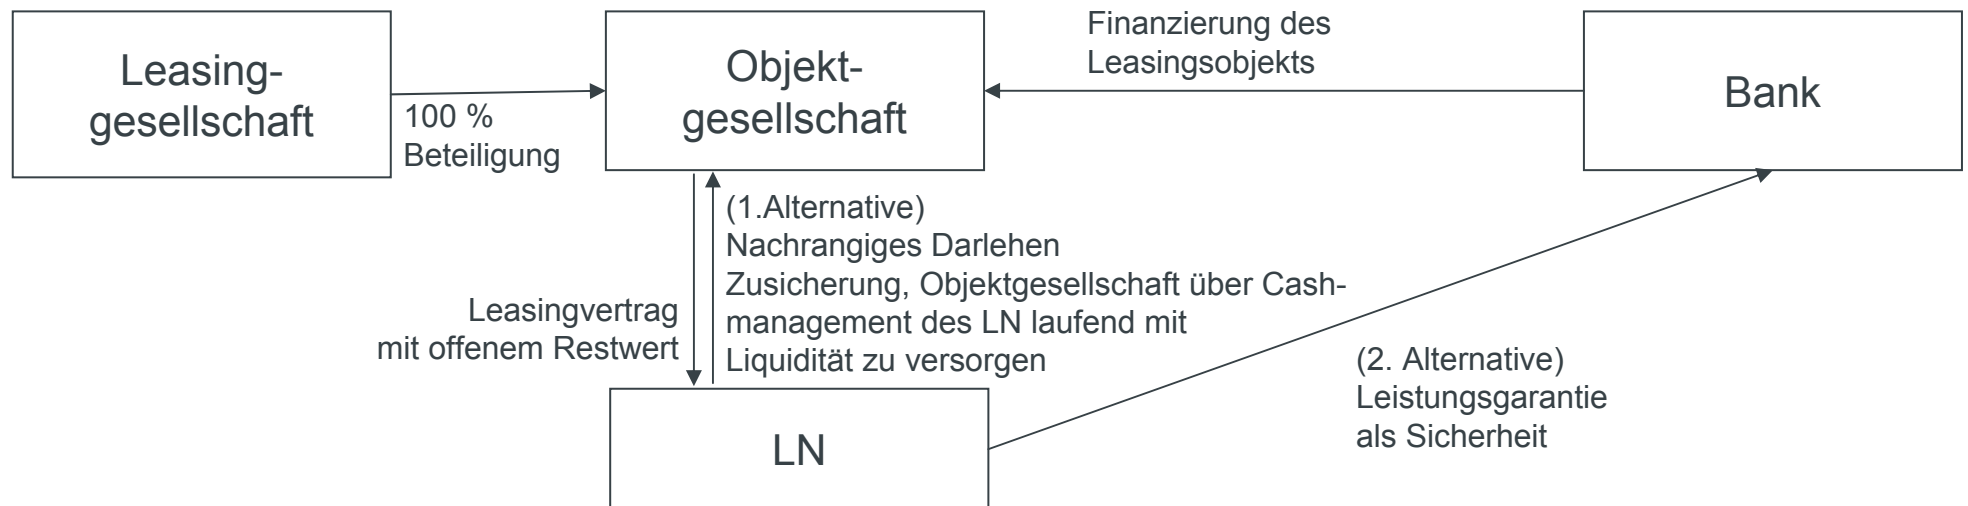 Leasing-
gesellschaft
100 %
Beteiligung
Objekt-
gesellschaft
Finanzierung des
Leasingsobjekts
Bank
Leasingvertrag
mit offenem Restwert
(1.Alternative)
Nachrangiges Darlehen
Zusicherung, Objektgesellschaft über Cash-
management des LN laufend mit
Liquidität zu versorgen
(2. Alternative)
Leistungsgarantie
als Sicherheit
LN